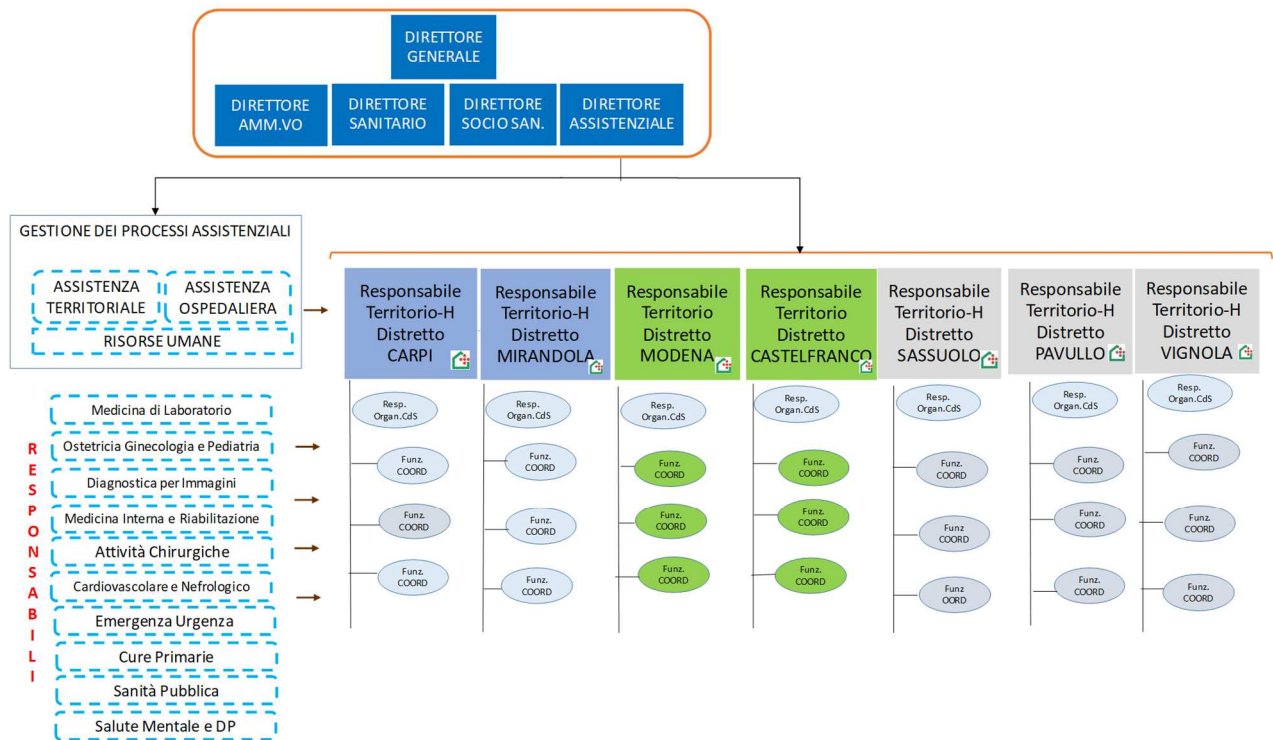 DIRETTORE
GENERALE
DIRETTORE
AMM.VO
DIRETTORE
SANITARIO
DIRETTORE
SOCIO SAN.
DIRETTORE
ASSISTENZIALE
GESTIONE DEI PROCESSI ASSISTENZIALI
ASSISTENZA
TERRITORIALE
ASSISTENZA
OSPEDALIERA
RISORSE UMANE
Responsabile
Territorio-H
Distretto
CARPI
Responsabile
Territorio-H
Distretto
MIRANDOLA
Responsabile
Territorio
Distretto
MODENA
Responsabile
Territorio
Distretto
CASTELFRANCO
Responsabile
Territorio-H
Distretto
SASSUOLO
Responsabile
Territorio-H
Distretto
PAVULLO
Responsabile
Territorio-H
Distretto
VIGNOLA
RESPONSABILI
Medicina di Laboratorio
Ostetricia Ginecologia e Pediatria
Diagnostica per Immagini
Medicina Interna e Riabilitazione
Attività Chirurgiche
Cardiovascolare e Nefrologico
Emergenza Urgenza
Cure Primarie
Sanità Pubblica
Salute Mentale e DP
Resp.
Organ.CdS
Funz.
COORD
Funz.
COORD
Funz.
COORD
Resp.
Organ.CdS
Funz.
COORD
Funz.
COORD
Funz.
COORD
Resp.
Organ.CdS
Funz.
COORD
Funz.
COORD
Funz.
COORD
Resp.
Organ.CdS
Funz.
COORD
Funz.
COORD
Funz.
COORD
Resp.
Organ.CdS
Funz.
COORD
Funz
COORD
Funz
OORD
Resp.
Organ.CdS
Funz.
COORD
Funz.
COORD
Funz.
COORD
Resp.
Organ.CdS
Funz.
COORD
Funz.
COORD
Funz.
COORD